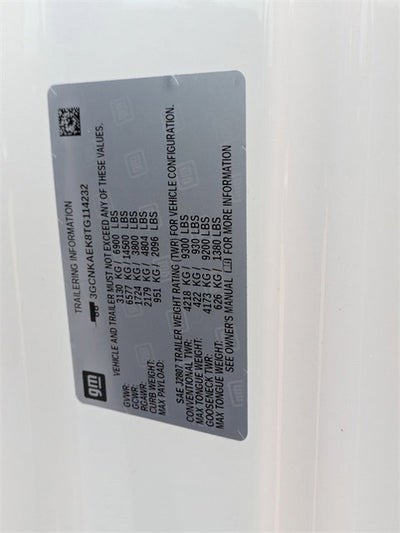 gm
TRAILERING INFORMATION
3GCNKAEK8TG114232
VEHICLE AND TRAILER MUST NOT EXCEED ANY OF THESE VALUES.
GVWR: 3130 KG / 6900 LBS
GCWR: 6577 KG / 14500 LBS
RGAWR: 1724 KG / 3800 LBS
CURB WEIGHT: 2179 KG / 4804 LBS
MAX PAYLOAD: 951 KG / 2096 LBS
SAE J2807 TRAILER WEIGHT RATING (TWR) FOR VEHICLE CONFIGURATION.
CONVENTIONAL TWR: 4218 KG / 9300 LBS
MAX TONGUE WEIGHT: 422 KG / 930 LBS
GOOSENECK TWR: 4173 KG / 9200 LBS
MAX TONGUE WEIGHT: 626 KG / 1380 LBS
SEE OWNER'S MANUAL FOR MORE INFORMATION